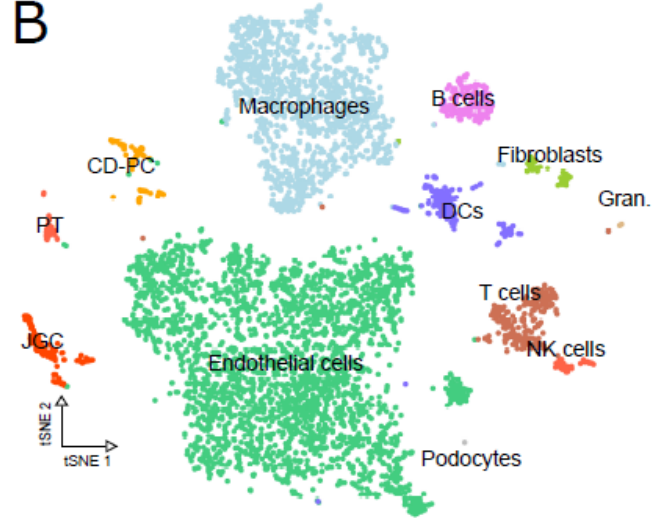 B
Macrophages
B cells
CD-PC
Fibroblasts
Gran.
PT
DCs
T cells
JGC
NK cells
Endothelial cells
tSNE 2
tSNE 1
Podocytes